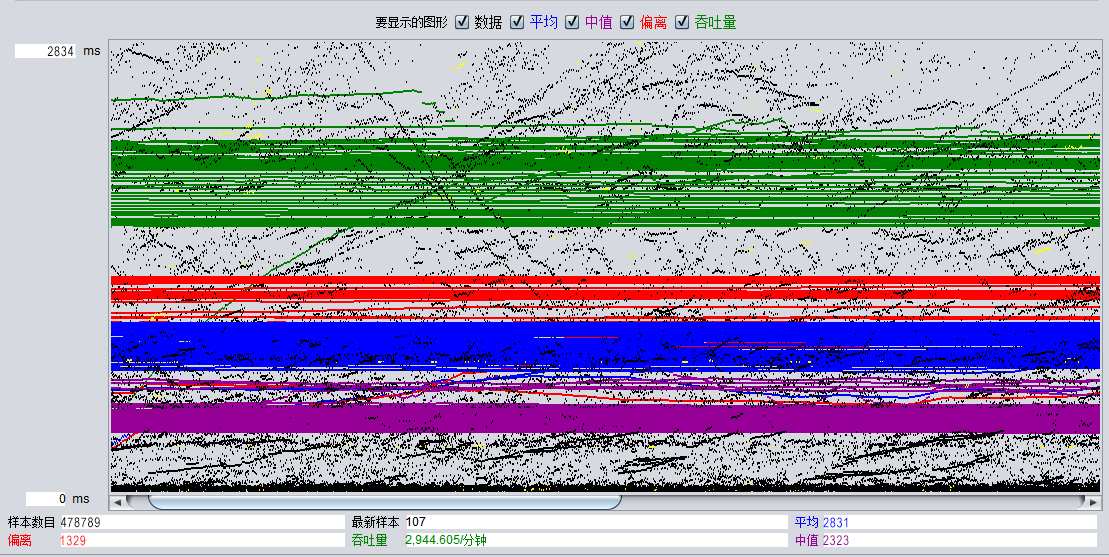 要显示的图形 数据 平均 中值 偏离 吞吐量
2834 ms
0 ms
样本数目 478789 最新样本 107 平均 2831
偏离 1329 吞吐量 2,944.605/分钟 中值 2323